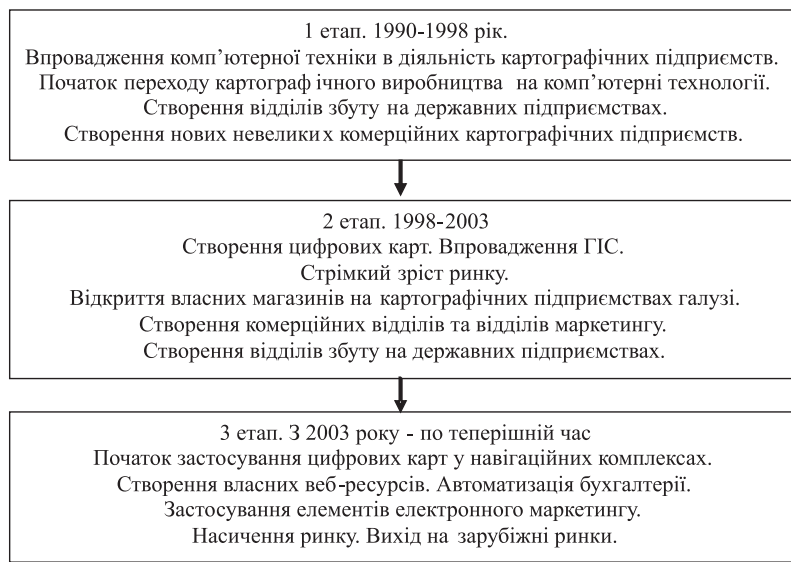 1 етап. 1990-1998 рік.
Впровадження комп’ютерної техніки в діяльність картографічних підприємств.
Початок переходу картограф ічного виробництва на комп’ютерні технології.
Створення відділів збуту на державних підприємствах.
Створення нових невеликих комерційних картографічних підприємств.
2 етап. 1998-2003
Створення цифрових карт. Впровадження ГІС.
Стрімкий зріст ринку.
Відкриття власних магазинів на картографічних підприємствах галузі.
Створення комерційних відділів та відділів маркетингу.
Створення відділів збуту на державних підприємствах.
3 етап. З 2003 року - по теперішній час
Початок застосування цифрових карт у навігаційних комплексах.
Створення власних веб-ресурсів. Автоматизація бухгалтерії.
Застосування елементів електронного маркетингу.
Насичення ринку. Вихід на зарубіжні ринки.